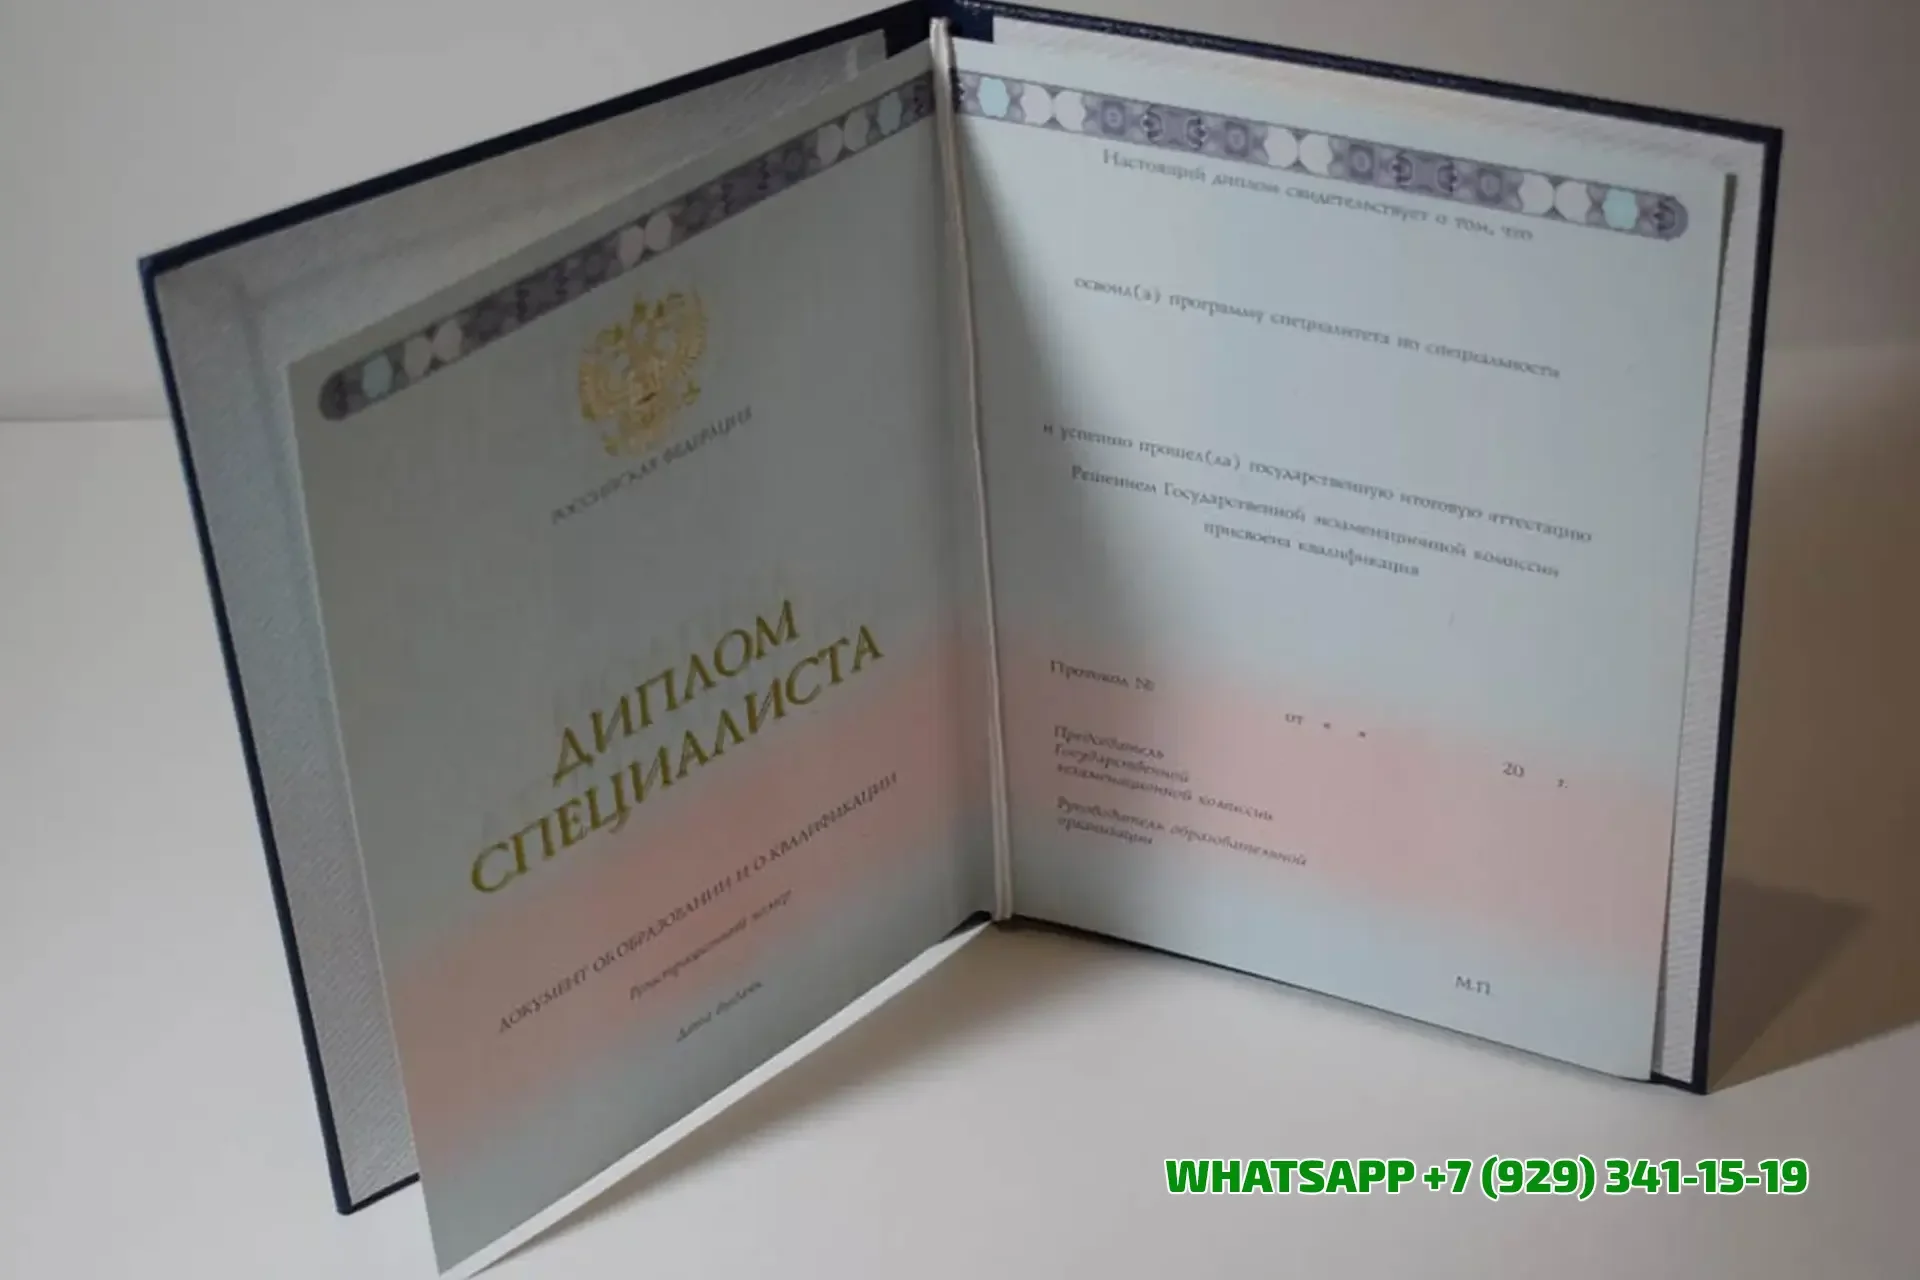 РОССИЙСКАЯ ФЕДЕРАЦИЯ
ДИПЛОМ
СПЕЦИАЛИСТА
ДОКУМЕНТ ОБ ОБРАЗОВАНИИ И О КВАЛИФИКАЦИИ
Регистрационный номер
Дата выдачи
Настоящий диплом свидетельствует о том, что
освоил(а) программу специалитета по специальности
и успешно прошел(ла) государственную итоговую аттестацию
Решением Государственной экзаменационной комиссии
присвоена квалификация
Протокол №
от « »
20 г.
Председатель
Государственной
экзаменационной комиссии
Руководитель образовательной
организации
М.П.
WHATSAPP +7 (929) 341-15-19